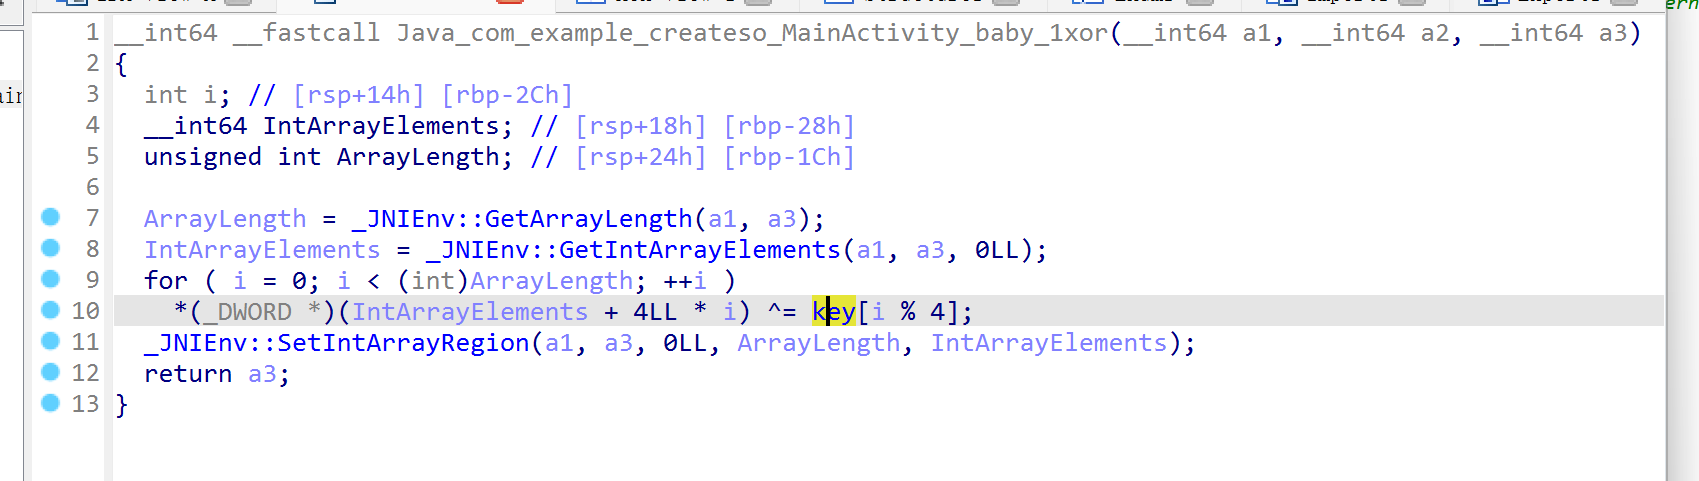 1 __int64 __fastcall Java_com_example_createso_MainActivity_baby_1xor(__int64 a1, __int64 a2, __int64 a3)
2 {
3 int i; // [rsp+14h] [rbp-2Ch]
4 __int64 IntArrayElements; // [rsp+18h] [rbp-28h]
5 unsigned int ArrayLength; // [rsp+24h] [rbp-1Ch]
6
7 ArrayLength = _JNIEnv::GetArrayLength(a1, a3);
8 IntArrayElements = _JNIEnv::GetIntArrayElements(a1, a3, 0LL);
9 for ( i = 0; i < (int)ArrayLength; ++i )
10 *(_DWORD *)(IntArrayElements + 4LL * i) ^= key[i % 4];
11 _JNIEnv::SetIntArrayRegion(a1, a3, 0LL, ArrayLength, IntArrayElements);
12 return a3;
13 }